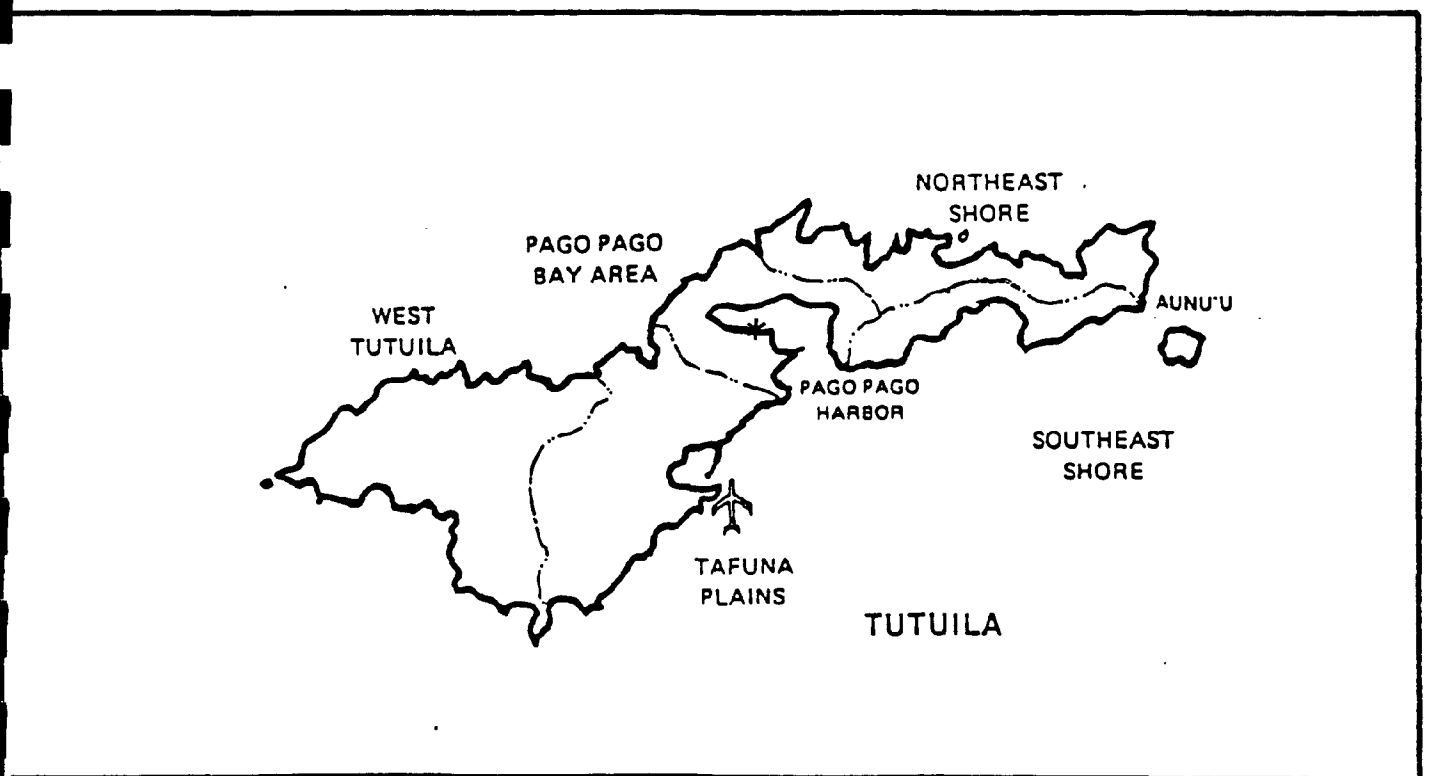 NORTHEAST
SHORE
PAGO PAGO
BAY AREA
WEST
TUTUILA
AUNU'U
PAGO PAGO
HARBOR
SOUTHEAST
SHORE
TAFUNA
PLAINS
TUTUILA